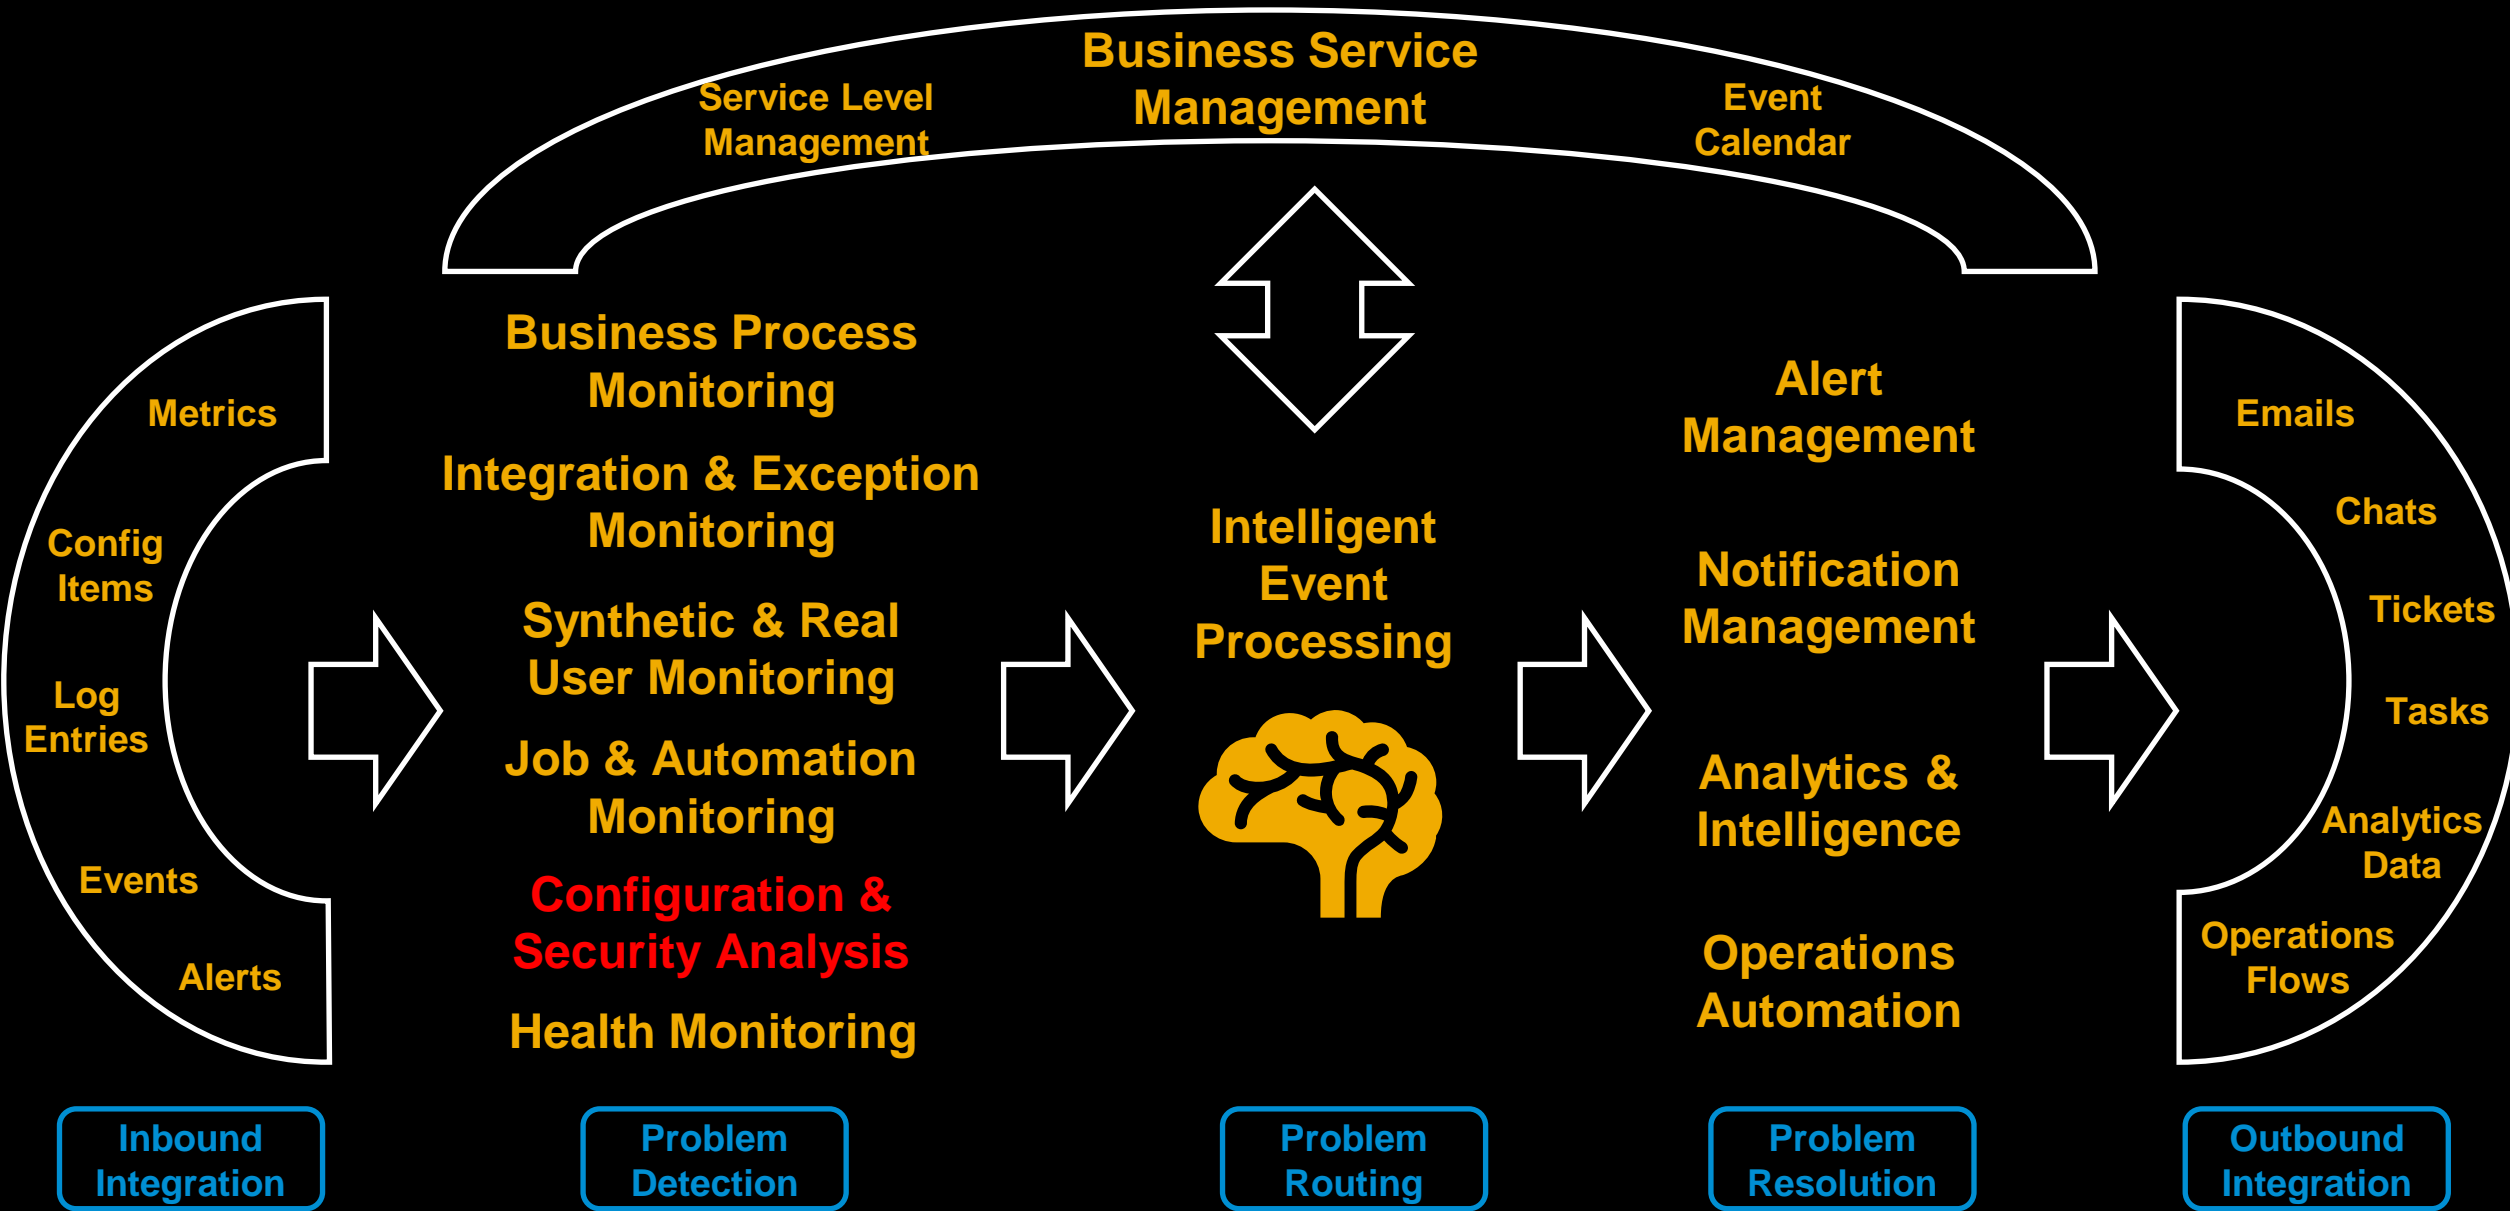 Business Service
Management
Service Level
Management
Event
Calendar
Metrics
Config
Items
Log
Entries
Events
Alerts
Business Process
Monitoring
Integration & Exception
Monitoring
Synthetic & Real
User Monitoring
Job & Automation
Monitoring
Configuration &
Security Analysis
Health Monitoring
Intelligent
Event
Processing
Alert
Management
Notification
Management
Analytics &
Intelligence
Operations
Automation
Emails
Chats
Tickets
Tasks
Analytics
Data
Operations
Flows
Inbound
Integration
Problem
Detection
Problem
Routing
Problem
Resolution
Outbound
Integration